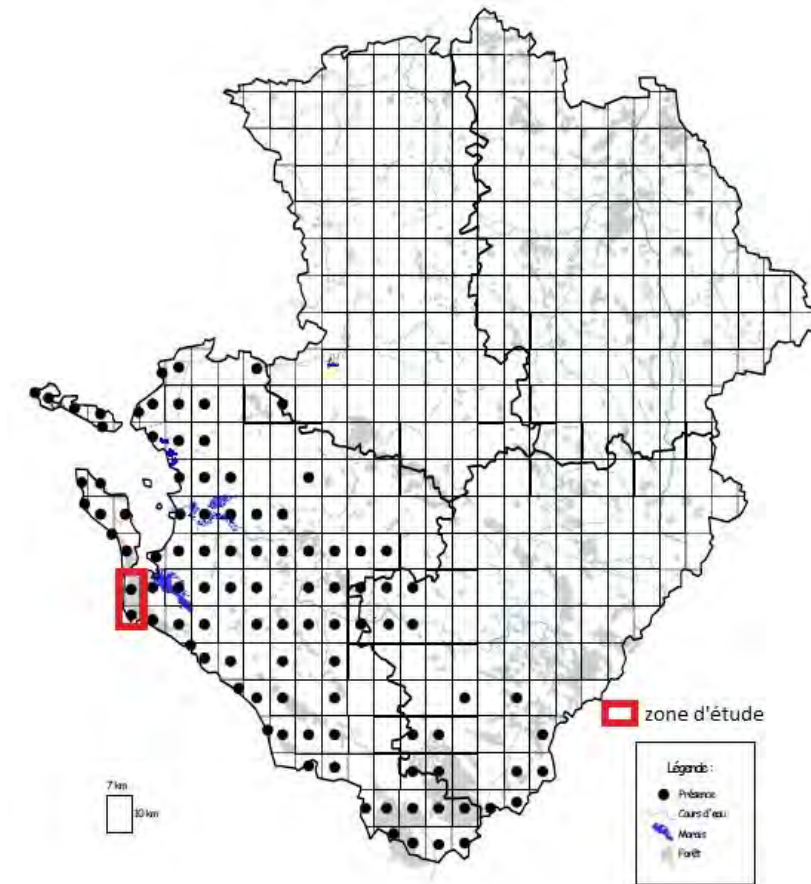 zone d'étude
Légende :
Présence
Cours d'eau
Marais
Forêt
7 km
10 km